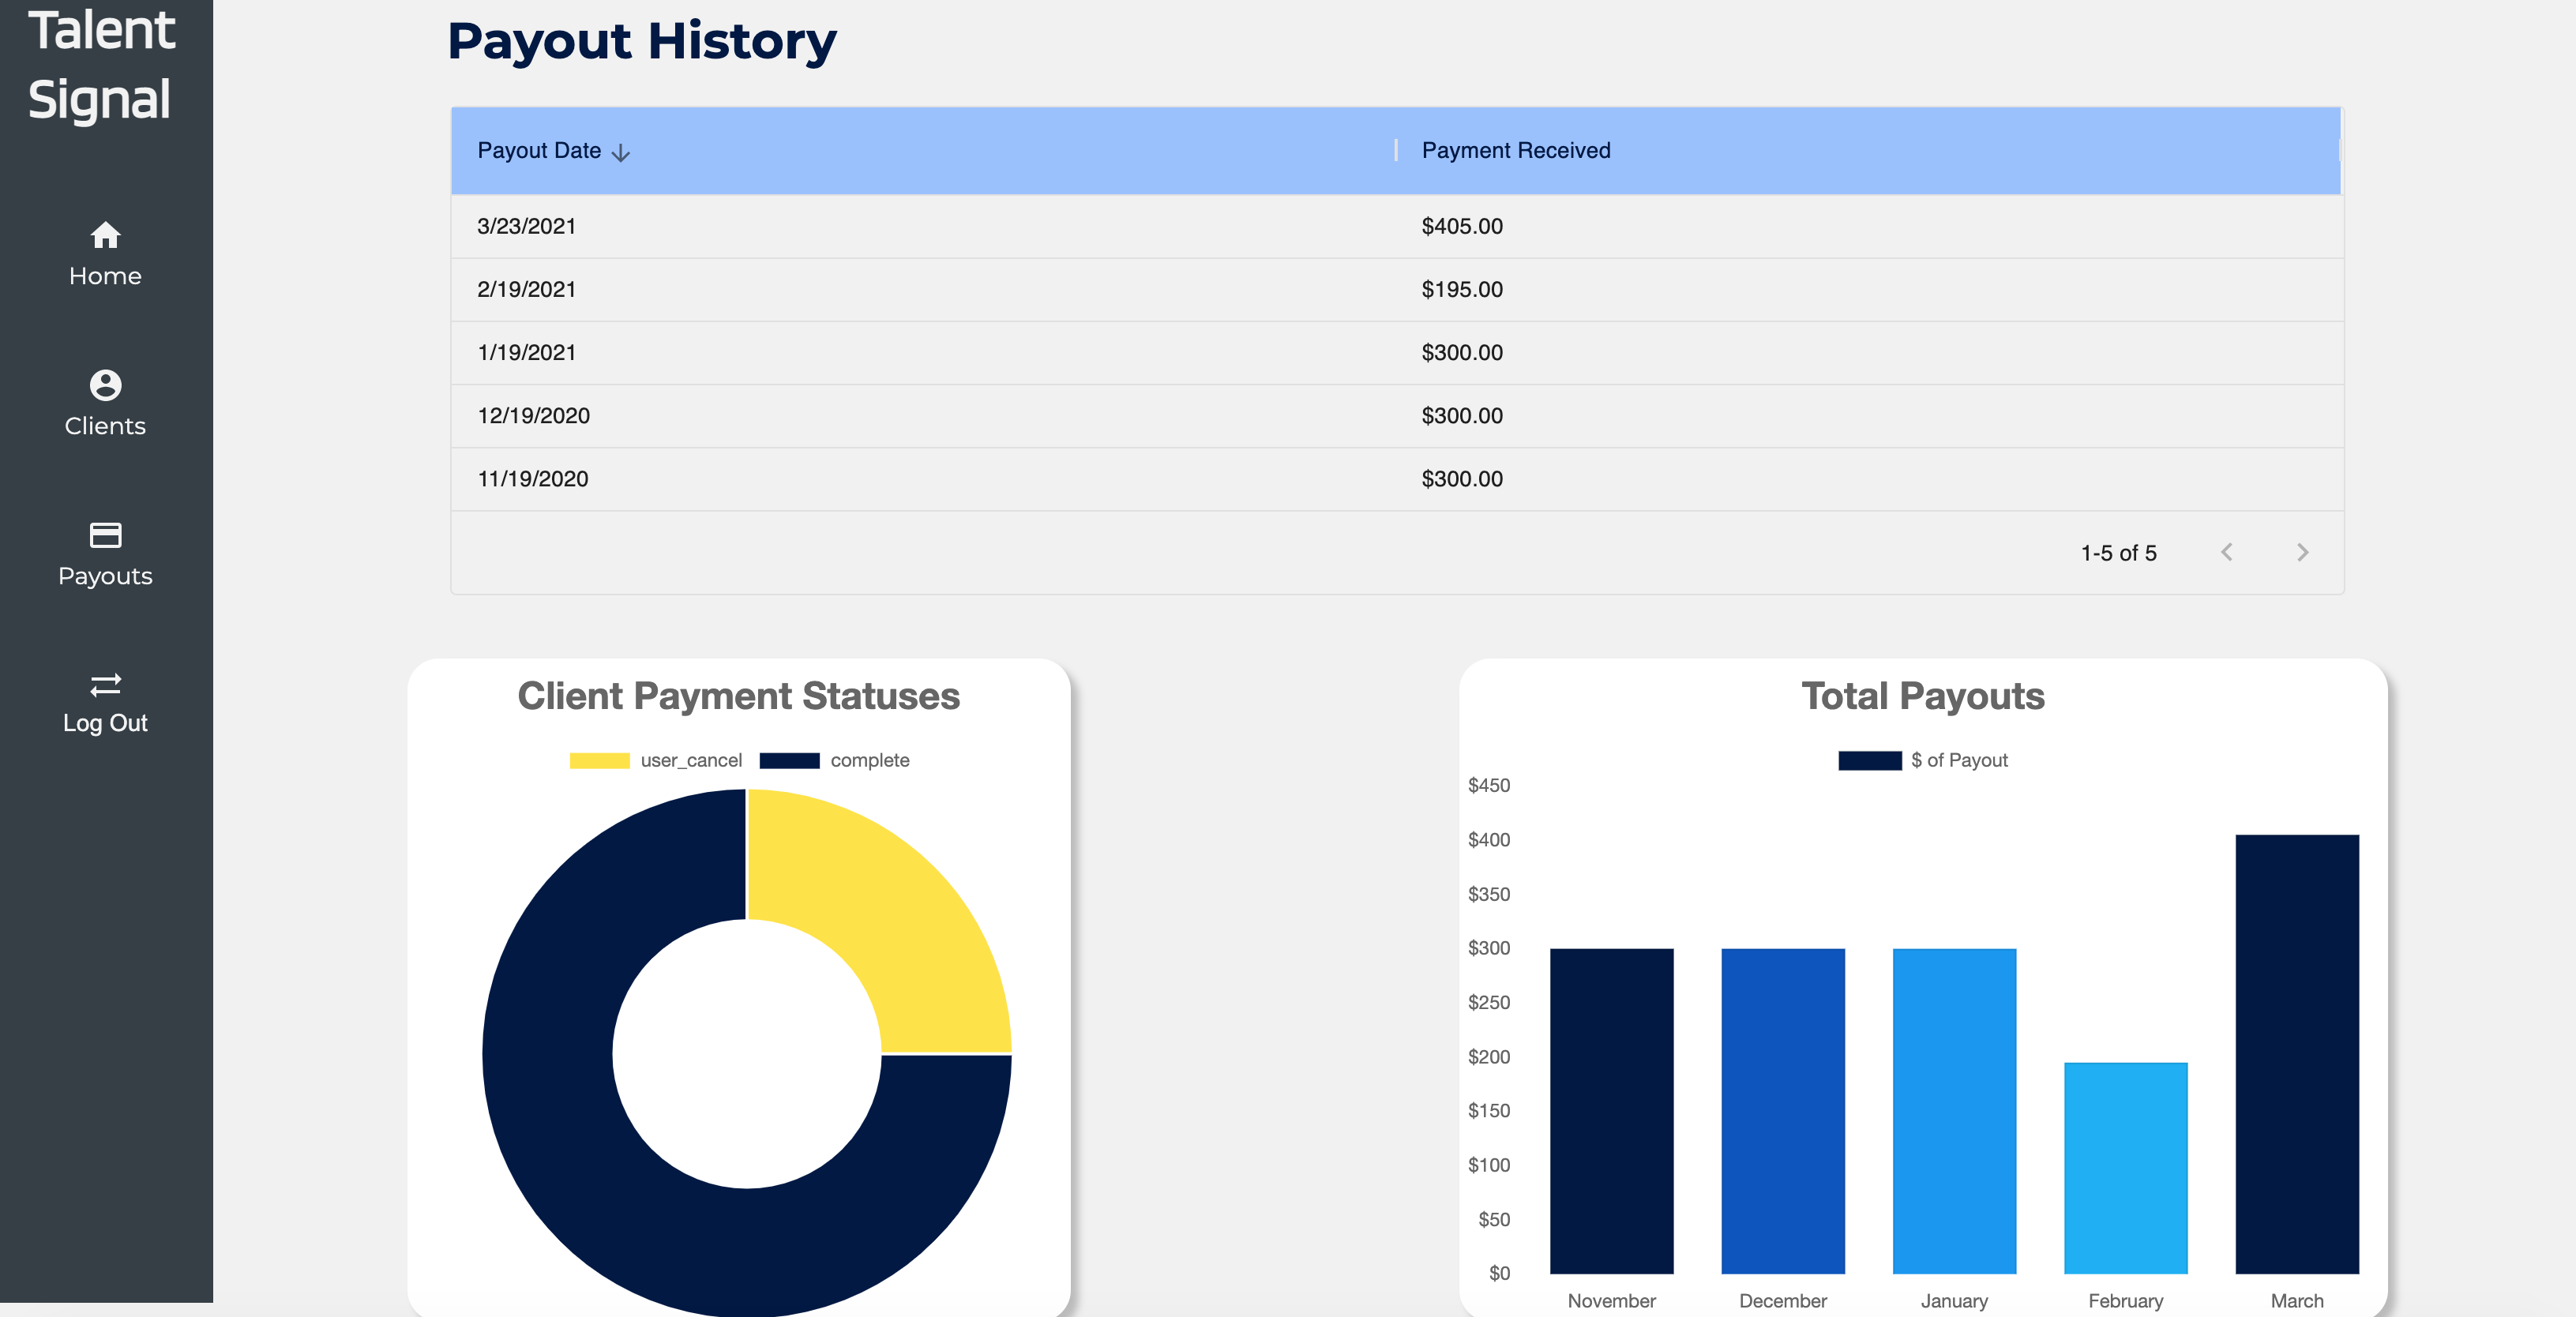 Talent
Signal
Home
Clients
Payouts
Log Out
Payout History
Payout Date Payment Received
3/23/2021 $405.00
2/19/2021 $195.00
1/19/2021 $300.00
12/19/2020 $300.00
11/19/2020 $300.00
1-5 of 5
Client Payment Statuses
user_cancel complete
Total Payouts
$ of Payout
$450
$400
$350
$300
$250
$200
$150
$100
$50
$0
November December January February March